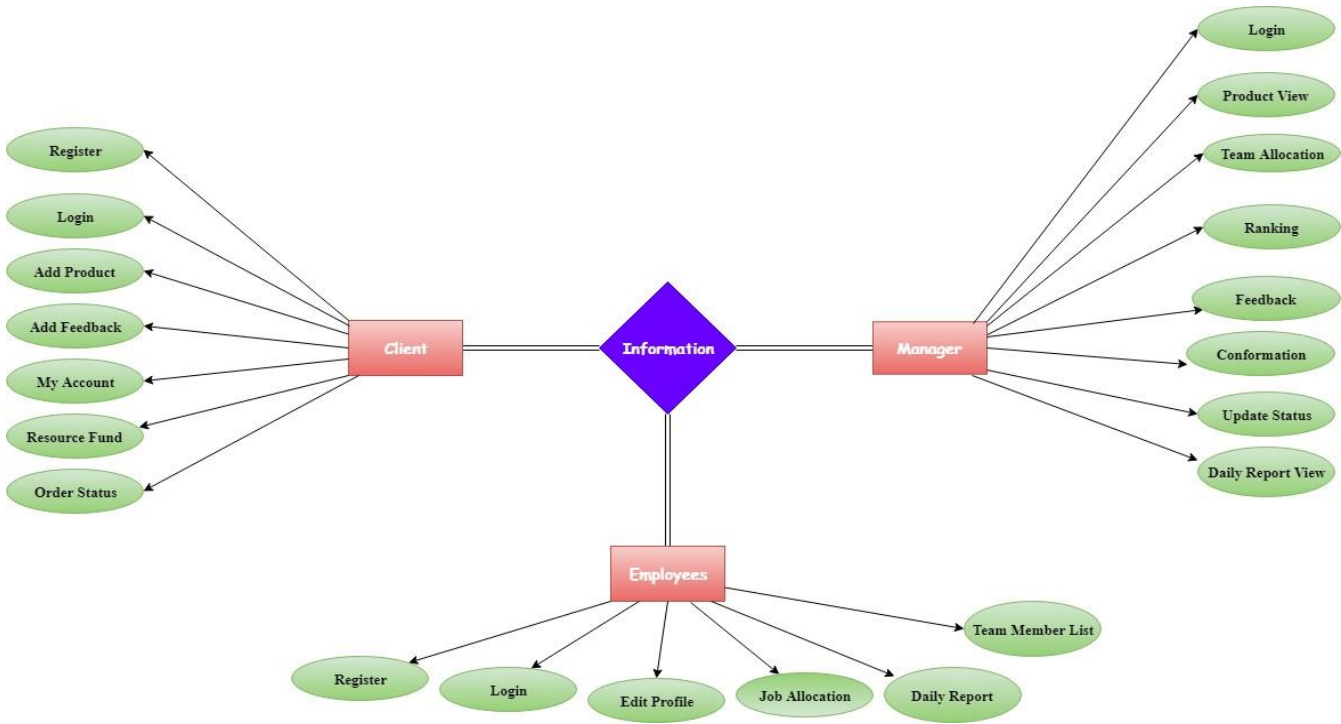 Login
Product View
Team Allocation
Ranking
Feedback
Conformation
Update Status
Daily Report View
Register
Login
Add Product
Add Feedback
My Account
Resource Fund
Order Status
Client
Information
Manager
Employees
Register
Login
Edit Profile
Job Allocation
Daily Report
Team Member List